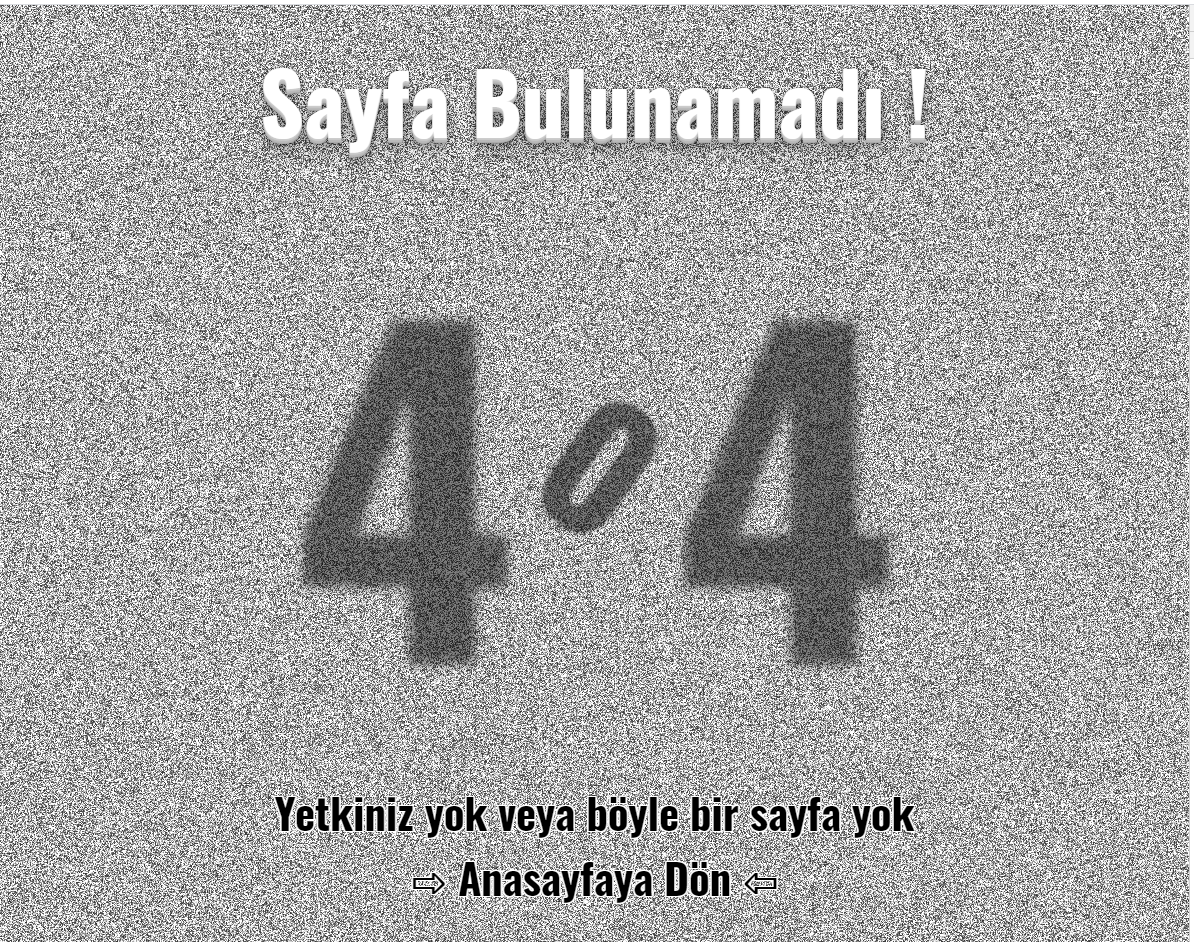 Sayfa Bulunamadı !
404
Yetkiniz yok veya böyle bir sayfa yok
⇨ Anasayfaya Dön ⇦